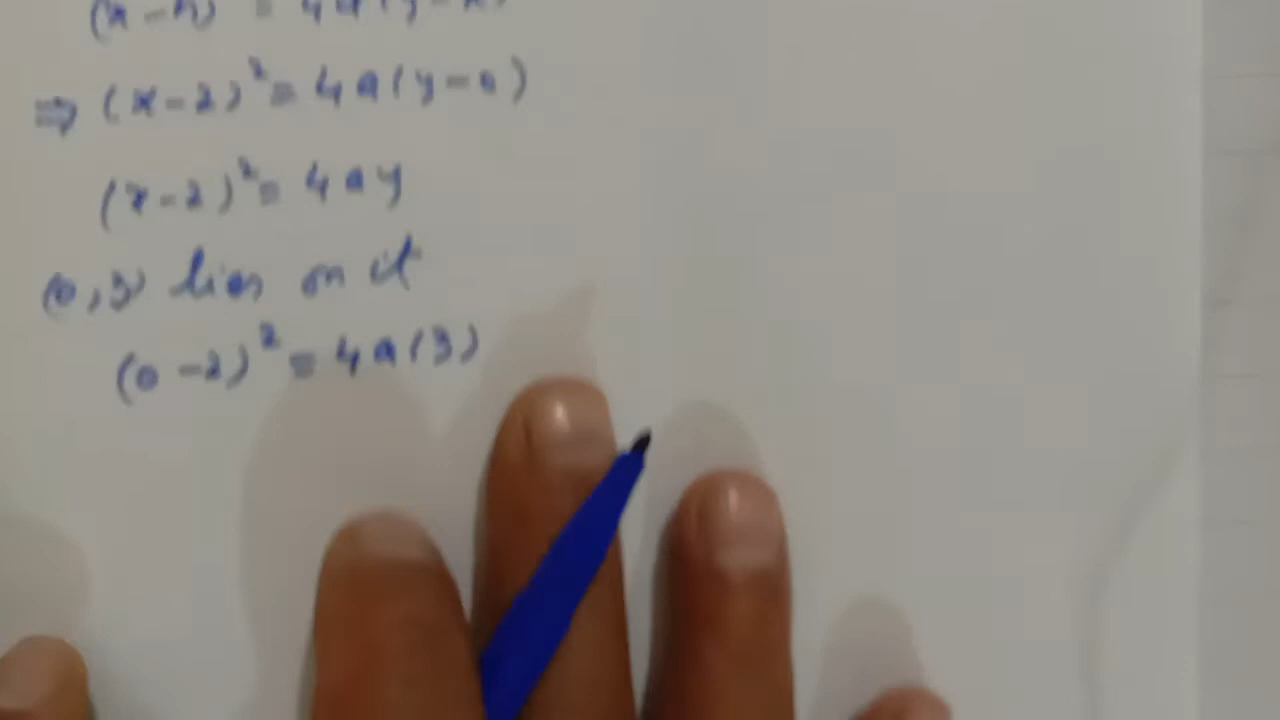 ⇒ (x-2)² = 4a(y-0)
(x-2)² = 4ay
(0,3) lies on it
(0-2)² = 4a(3)